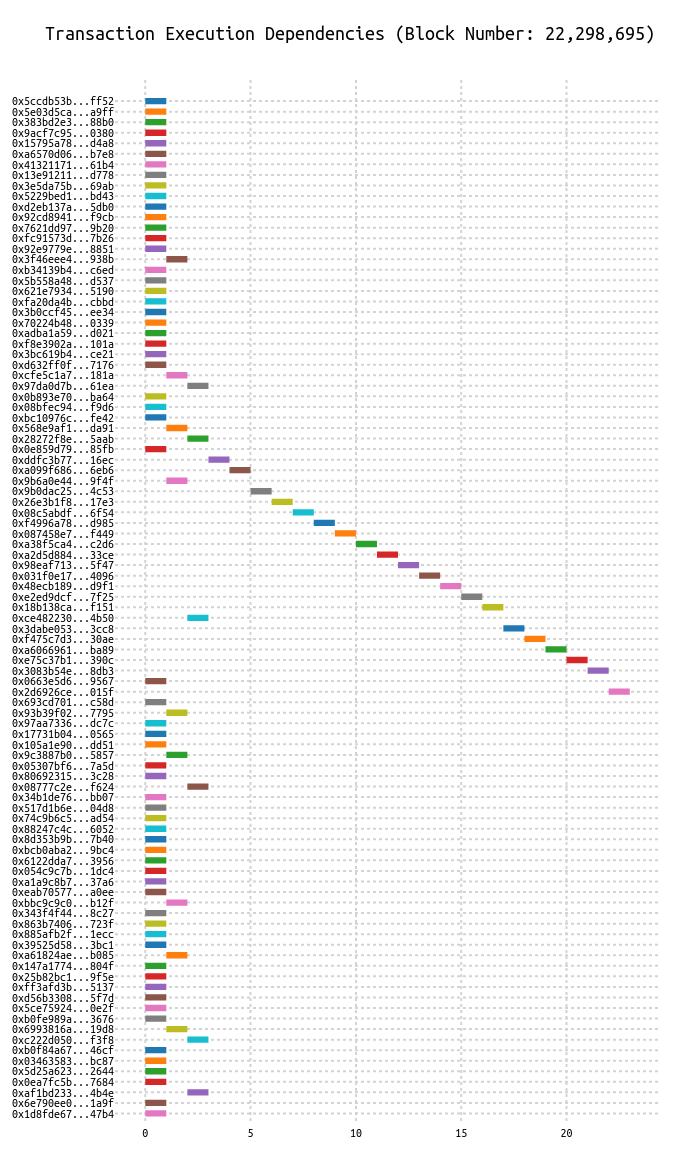 Transaction Execution Dependencies (Block Number: 22,298,695)
0x5ccdb53b...ff52
0x5e03d5ca...a9ff
0x383bd2e3...88b0
0x9acf7c95...0380
0x15795a78...d4a8
0xa6570d06...b7e8
0x41321171...61b4
0x13e91211...d778
0x3e5da75b...69ab
0x5229bed1...bd43
0xd2eb137a...5db0
0x92cd8941...f9cb
0x7621dd97...9b20
0xfc91573d...7b26
0x92e9779e...8851
0x3f46eee4...938b
0xb34139b4...c6ed
0x5b558a48...d537
0x621e7934...5190
0xfa20da4b...cbbd
0x3b0ccf45...ee34
0x70224b48...0339
0xadba1a59...d021
0xf8e3902a...101a
0x3bc619b4...ce21
0xd632ff0f...7176
0xcfe5c1a7...181a
0x97da0d7b...61ea
0x0b893e70...ba64
0x08bfec94...f9d6
0xbc10976c...fe42
0x568e9af1...da91
0x28272f8e...5aab
0x0e859d79...85fb
0xddfc3b77...16ec
0xa099f686...6eb6
0x9b6a0e44...9f4f
0x9b0dac25...4c53
0x26e3b1f8...17e3
0x08c5abdf...6f54
0xf4996a78...d985
0x087458e7...f449
0xa38f5ca4...c2d6
0xa2d5d884...33ce
0x98eaf713...5f47
0x031f0e17...4096
0x48ecb189...d9f1
0xe2ed9dcf...7f25
0x18b138ca...f151
0xce482230...4b50
0x3dabe053...3cc8
0xf475c7d3...30ae
0xa6066961...ba89
0xe75c37b1...390c
0x3083b54e...8db3
0x0663e5d6...9567
0x2d6926ce...015f
0x693cd701...c58d
0x93b39f02...7795
0x97aa7336...dc7c
0x17731b04...0565
0x105a1e90...dd51
0x9c3887b0...5857
0x05307bf6...7a5d
0x80692315...3c28
0x08777c2e...f624
0x34b1de76...bb07
0x517d1b6e...04d8
0x74c9b6c5...ad54
0x88247c4c...6052
0x8d353b9b...7b40
0xbcb0aba2...9bc4
0x6122dda7...3956
0x054c9c7b...1dc4
0xa1a9c8b7...37a6
0xeab70577...a0ee
0xbbc9c9c0...b12f
0x343f4f44...8c27
0x863b7406...723f
0x885afb2f...1ecc
0x39525d58...3bc1
0xa61824ae...b085
0x147a1774...804f
0x25b82bc1...9f5e
0xff3afd3b...5137
0xd56b3308...5f7d
0x5ce75924...0e2f
0xb0fe989a...3676
0x6993816a...19d8
0xc222d050...f3f8
0xb0f84a67...46cf
0x03463583...bc87
0x5d25a623...2644
0x0ea7fc5b...7684
0xaf1bd233...4b4e
0x6e790ee0...1a9f
0x1d8fde67...47b4
0 5 10 15 20